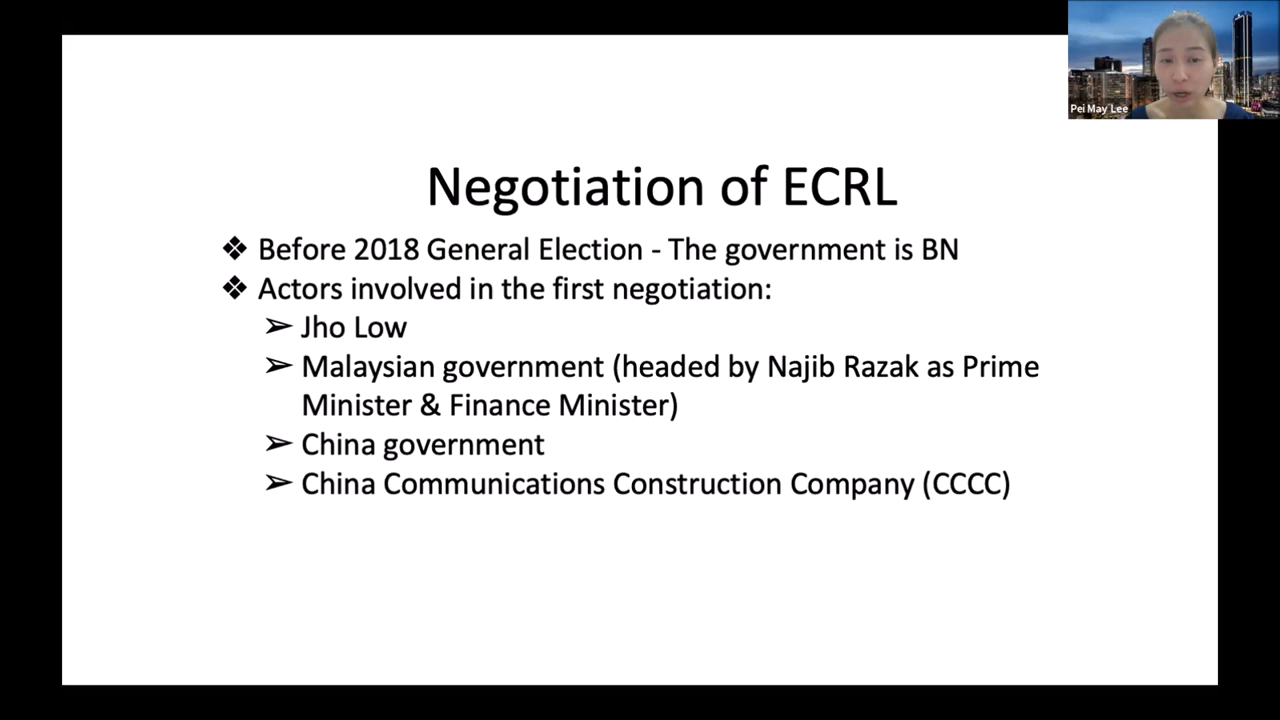 Pei May Lee
Negotiation of ECRL
❖ Before 2018 General Election - The government is BN
❖ Actors involved in the first negotiation:
➢ Jho Low
➢ Malaysian government (headed by Najib Razak as Prime
Minister & Finance Minister)
➢ China government
➢ China Communications Construction Company (CCCC)